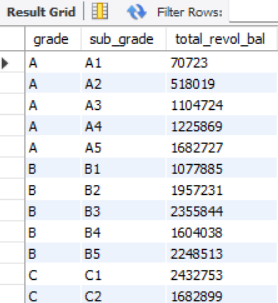 Result Grid Filter Rows:
grade sub_grade total_revol_bal
A A1 70723
A A2 518019
A A3 1104724
A A4 1225869
A A5 1682727
B B1 1077885
B B2 1957231
B B3 2355844
B B4 1604038
B B5 2248513
C C1 2432753
C C2 1682899